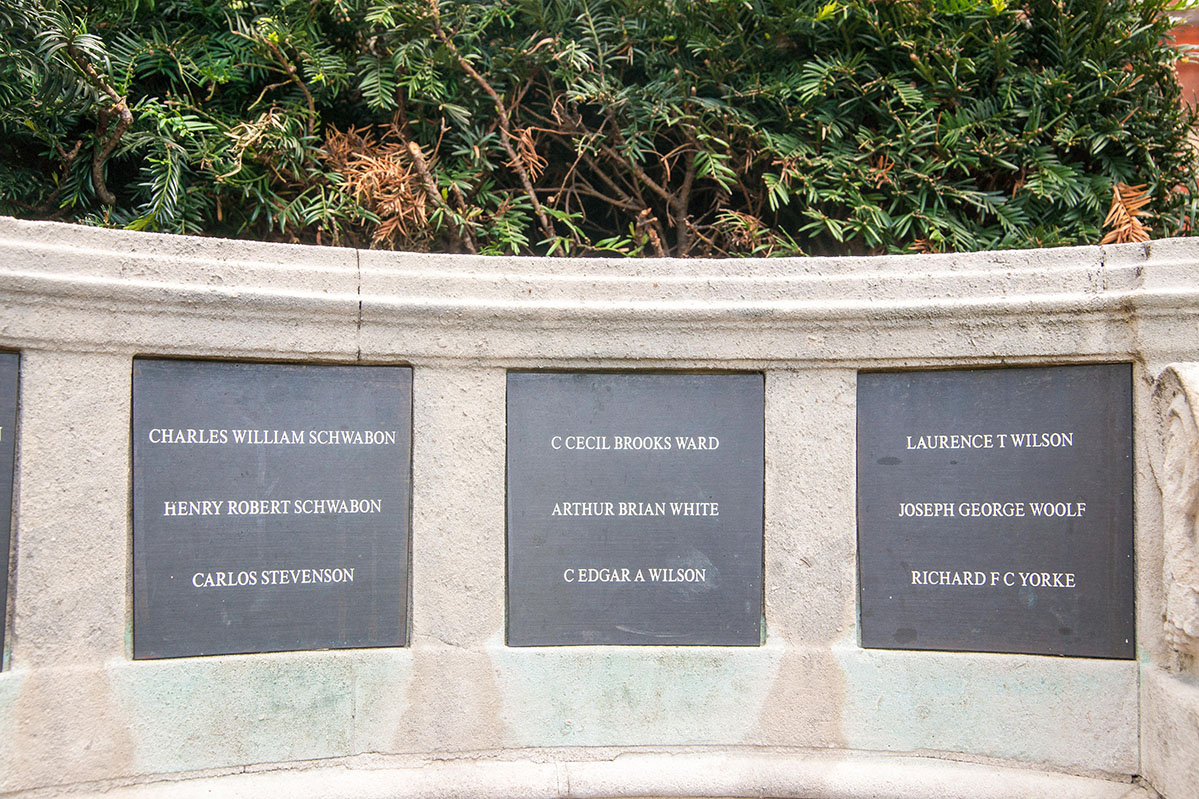 CHARLES WILLIAM SCHWABON
HENRY ROBERT SCHWABON
CARLOS STEVENSON
C CECIL BROOKS WARD
ARTHUR BRIAN WHITE
C EDGAR A WILSON
LAURENCE T WILSON
JOSEPH GEORGE WOOLF
RICHARD F C YORKE